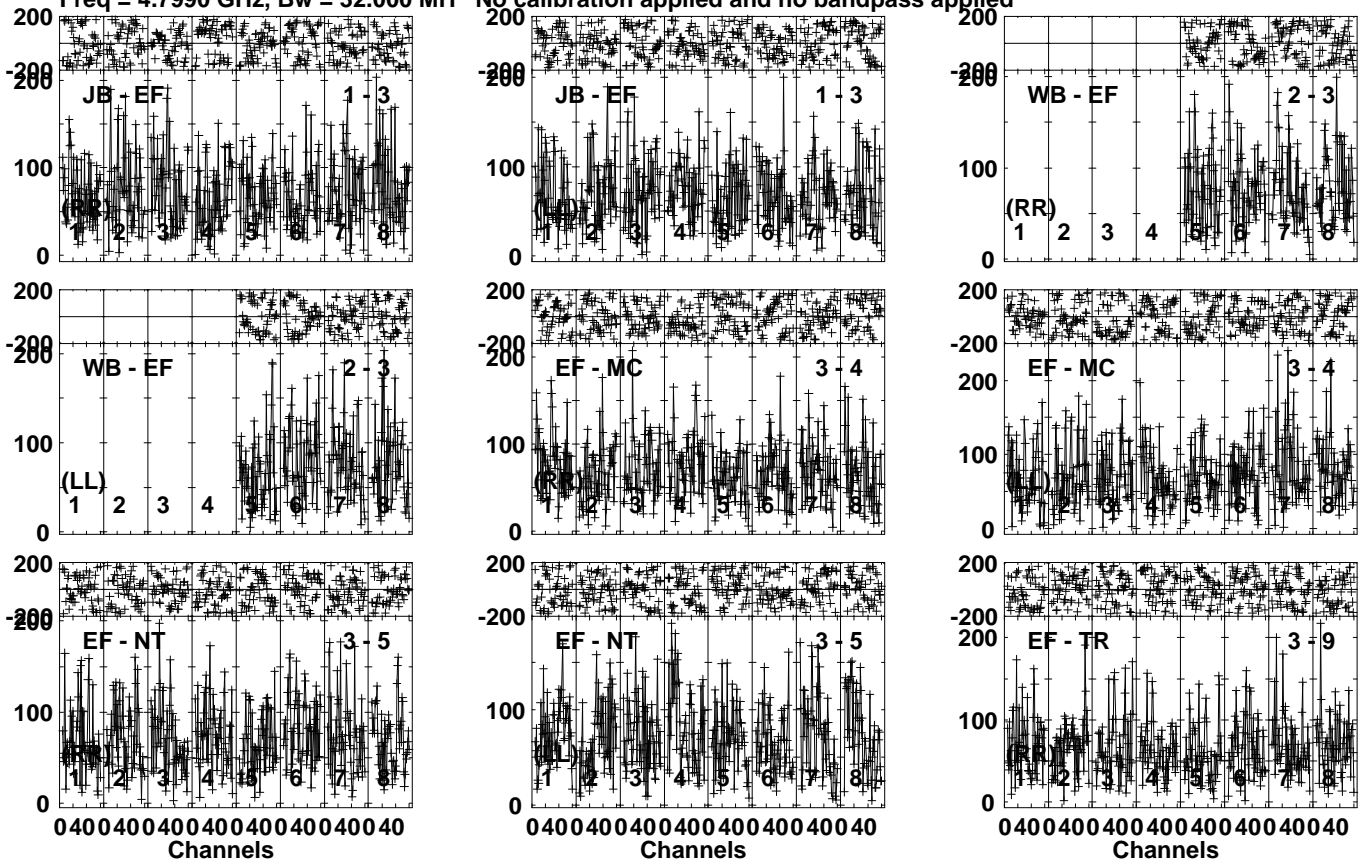 Freq = 4.7990 GHz, Bw = 32.000 MH No calibration applied and no bandpass applied
200 200 200
-200 -200 -200
200 200 200
JB - EF 1 - 3 JB - EF 1 - 3 WB - EF 2 - 3
100 100 100
(RR) (LL) (RR)
1 2 3 4 5 6 7 8 1 2 3 4 5 6 7 8 1 2 3 4 5 6 7 8
0 0 0
200 200 200
-200 -200 -200
200 200
WB - EF 2 - 3 EF - MC 3 - 4 EF - MC 3 - 4
200
100 100 100
(LL) (RR) (LL)
1 2 3 4 5 6 7 8 1 2 3 4 5 6 7 8 1 2 3 4 5 6 7 8
0 0 0
200 200 200
-200 -200 -200
200 200
EF - NT 3 - 5 EF - NT 3 - 5 EF - TR 3 - 9
100 100 100
(RR) (LL) (RR)
1 2 3 4 5 6 7 8 1 2 3 4 5 6 7 8 1 2 3 4 5 6 7 8
0 0 0
0 40 0 40 0 40 0 40 0 40 0 40 0 40 0 40 0 40 0 40 0 40 0 40 0 40 0 40 0 40 0 40 0 40 0 40 0 40 0 40 0 40 0 40 0 40 0 40
Channels Channels Channels